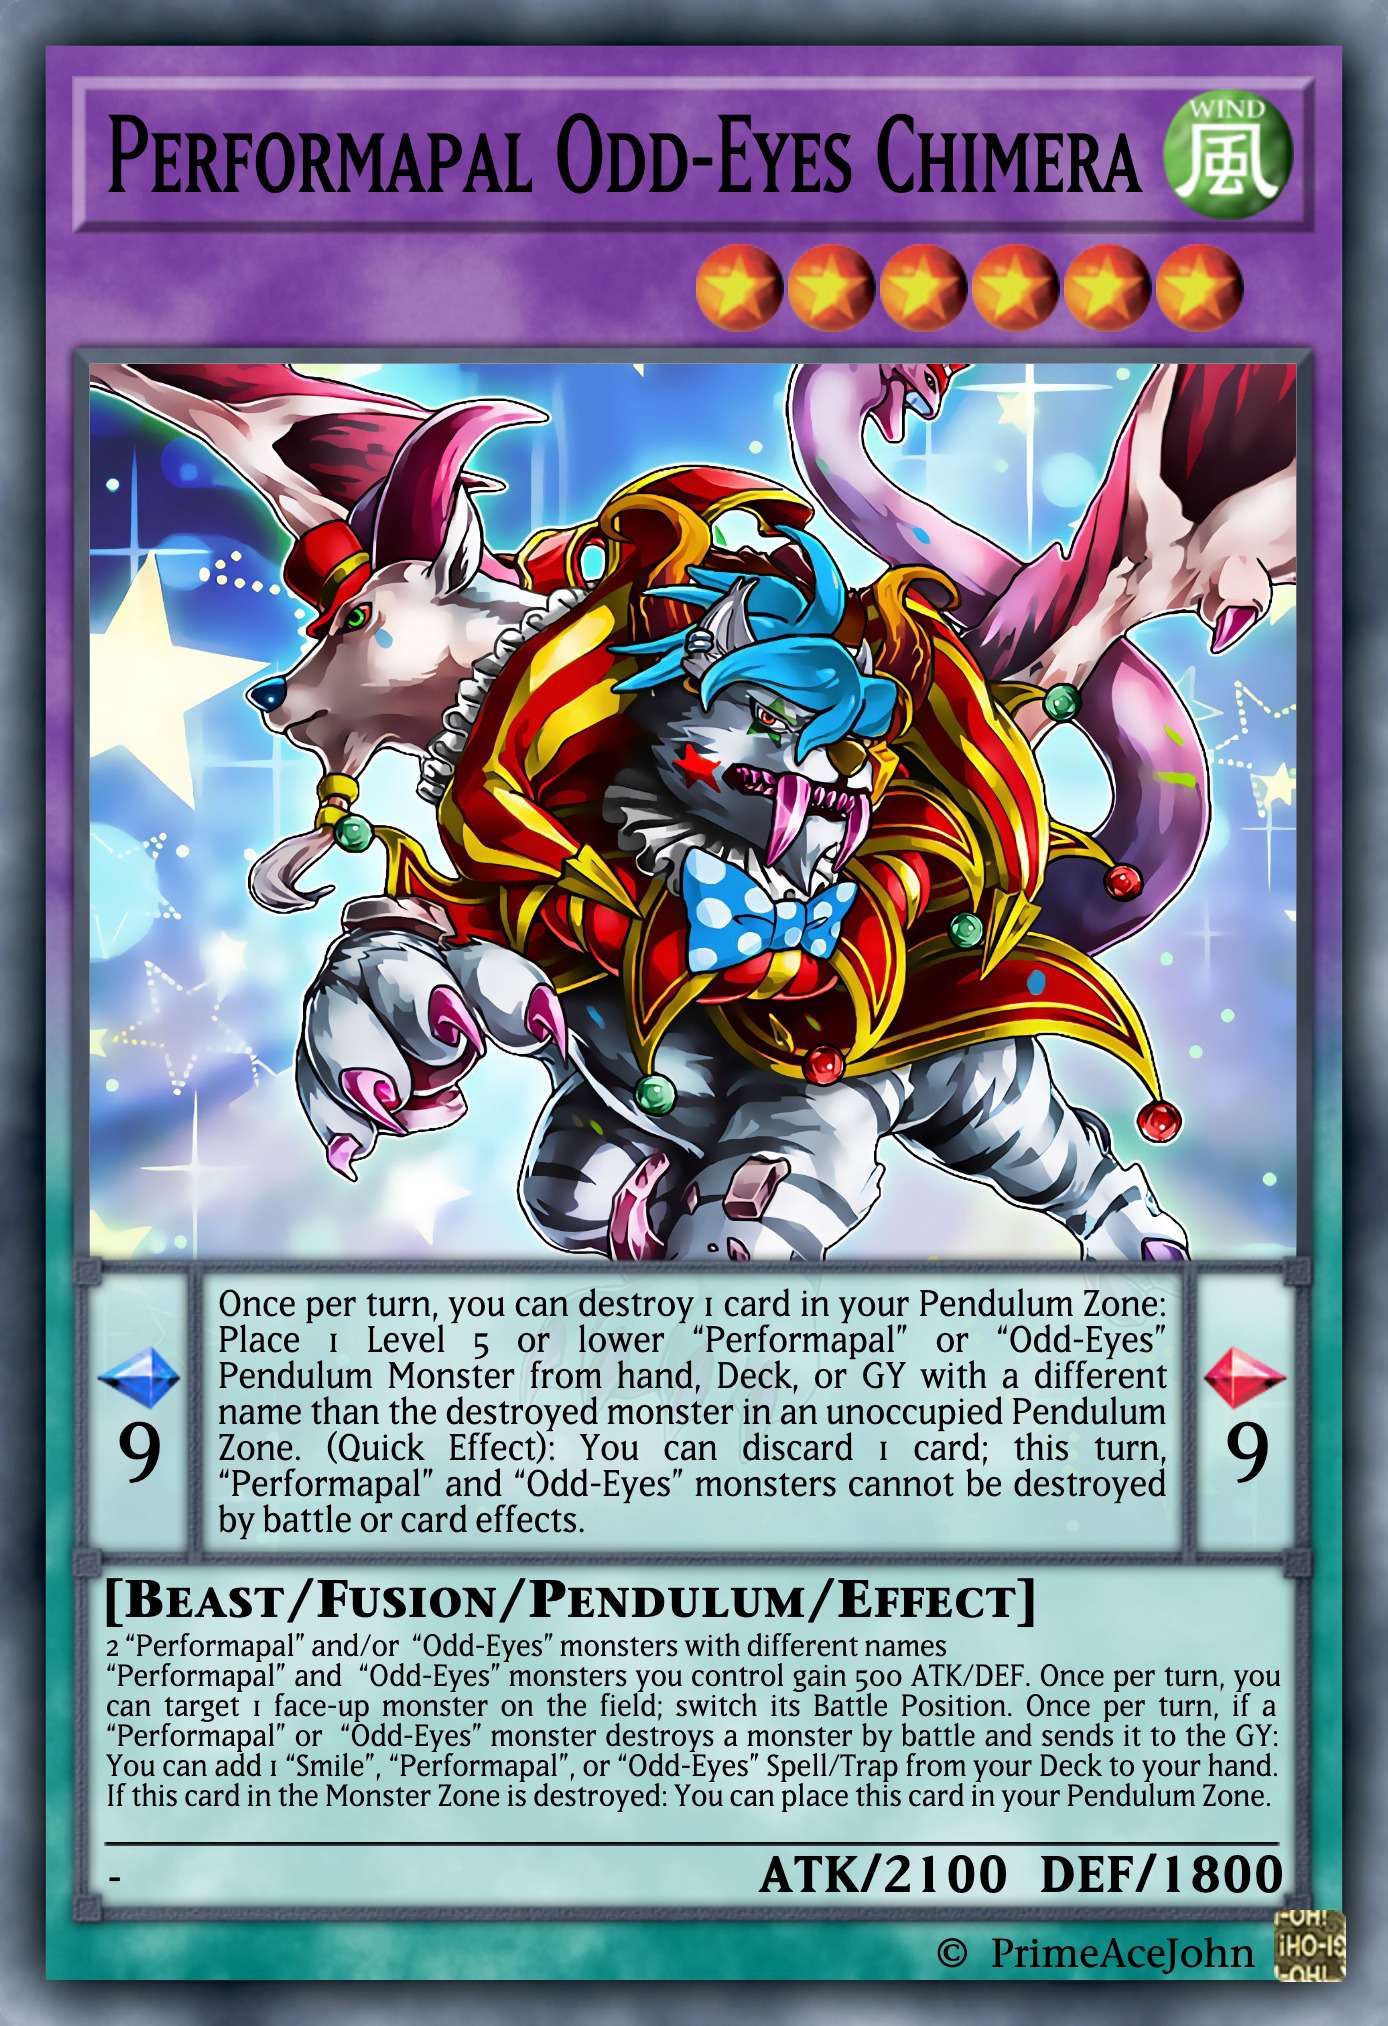 Performapal Odd-Eyes Chimera
WIND
風
Once per turn, you can destroy 1 card in your Pendulum Zone:
Place 1 Level 5 or lower “Performapal” or “Odd-Eyes”
Pendulum Monster from hand, Deck, or GY with a different
name than the destroyed monster in an unoccupied Pendulum
Zone. (Quick Effect): You can discard 1 card; this turn,
“Performapal” and “Odd-Eyes” monsters cannot be destroyed
by battle or card effects.
9
9
[Beast/Fusion/Pendulum/Effect]
2 “Performapal” and/or “Odd-Eyes” monsters with different names
“Performapal” and “Odd-Eyes” monsters you control gain 500 ATK/DEF. Once per turn, you
can target 1 face-up monster on the field; switch its Battle Position. Once per turn, if a
“Performapal” or “Odd-Eyes” monster destroys a monster by battle and sends it to the GY:
You can add 1 “Smile”, “Performapal”, or “Odd-Eyes” Spell/Trap from your Deck to your hand.
If this card in the Monster Zone is destroyed: You can place this card in your Pendulum Zone.
-
ATK/2100 DEF/1800
© PrimeAceJohn